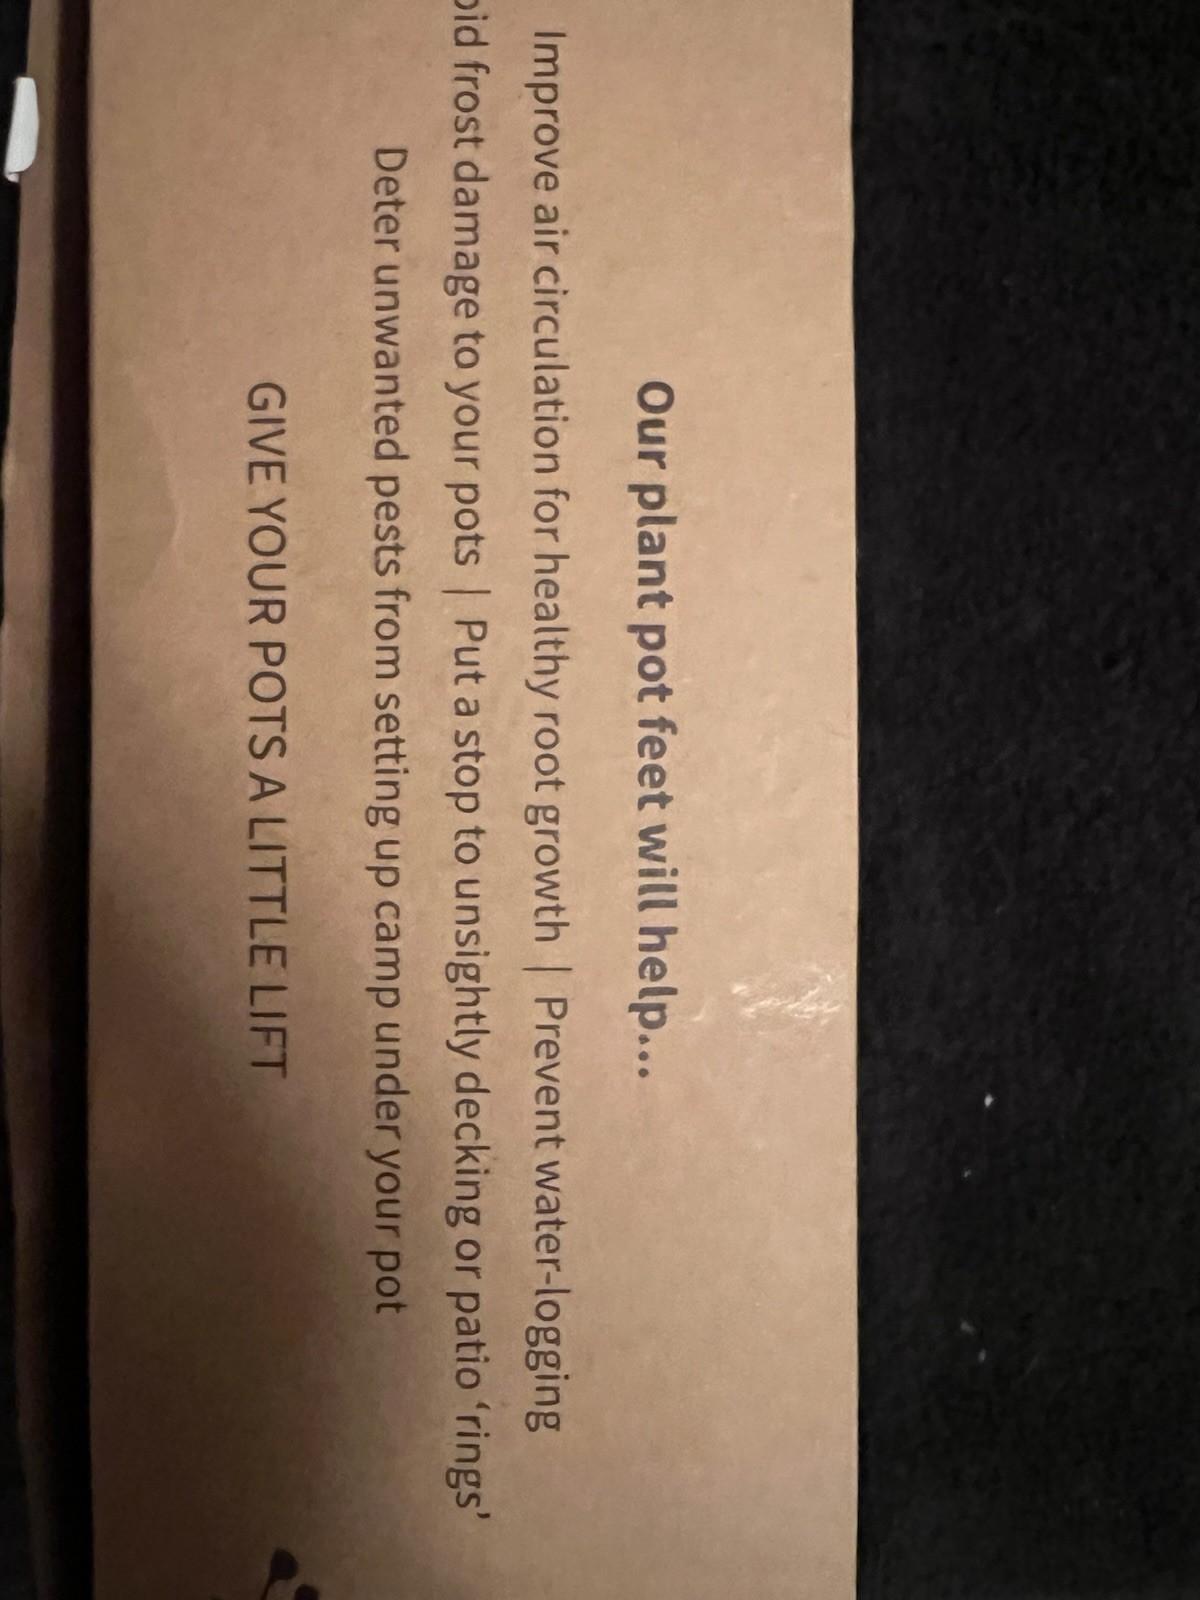 Our plant pot feet will help...
Improve air circulation for healthy root growth | Prevent water-logging
frost damage to your pots | Put a stop to unsightly decking or patio ‘rings’
Deter unwanted pests from setting up camp under your pot
GIVE YOUR POTS A LITTLE LIFT